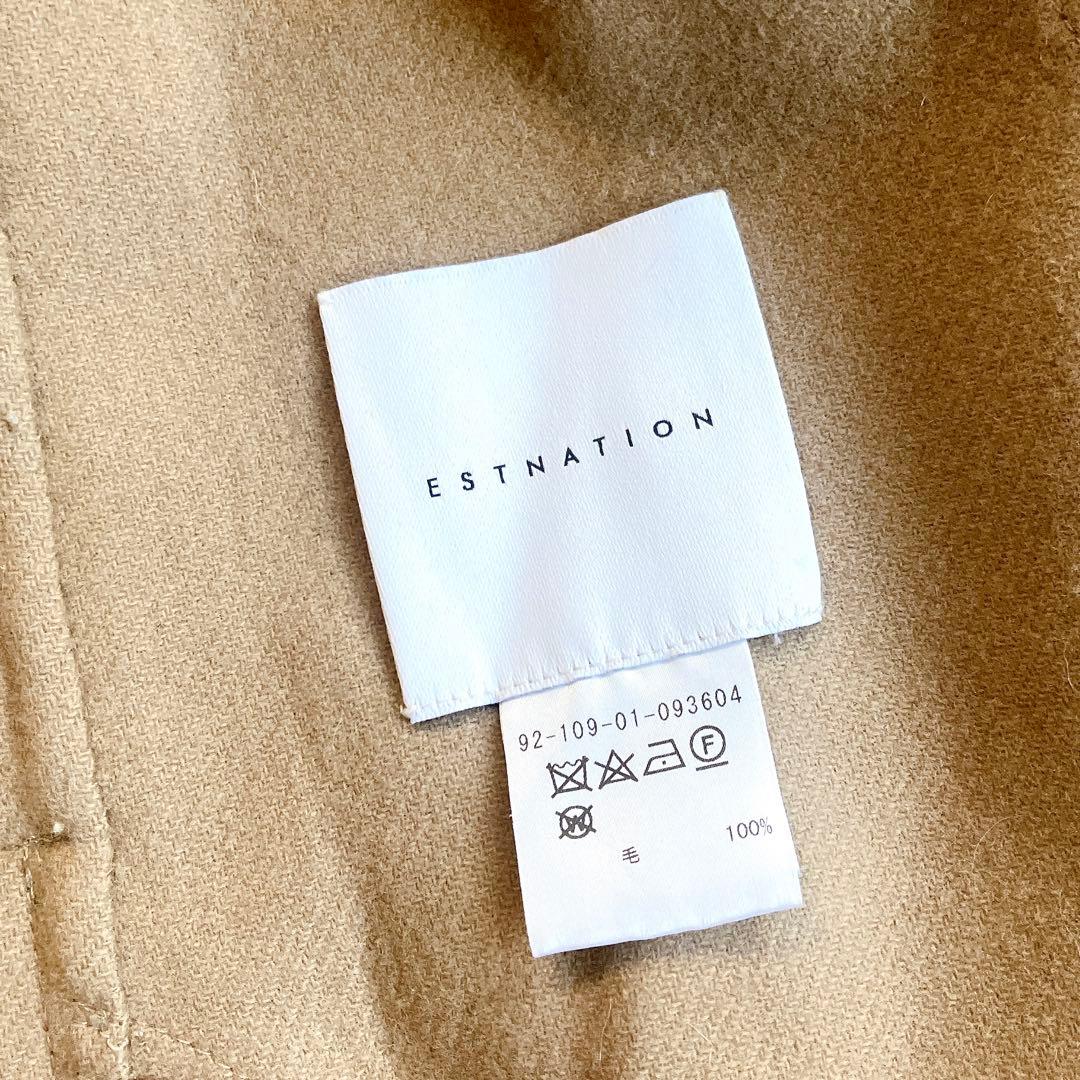 ESTNATION
92-109-01-093604
F
W
毛 100%